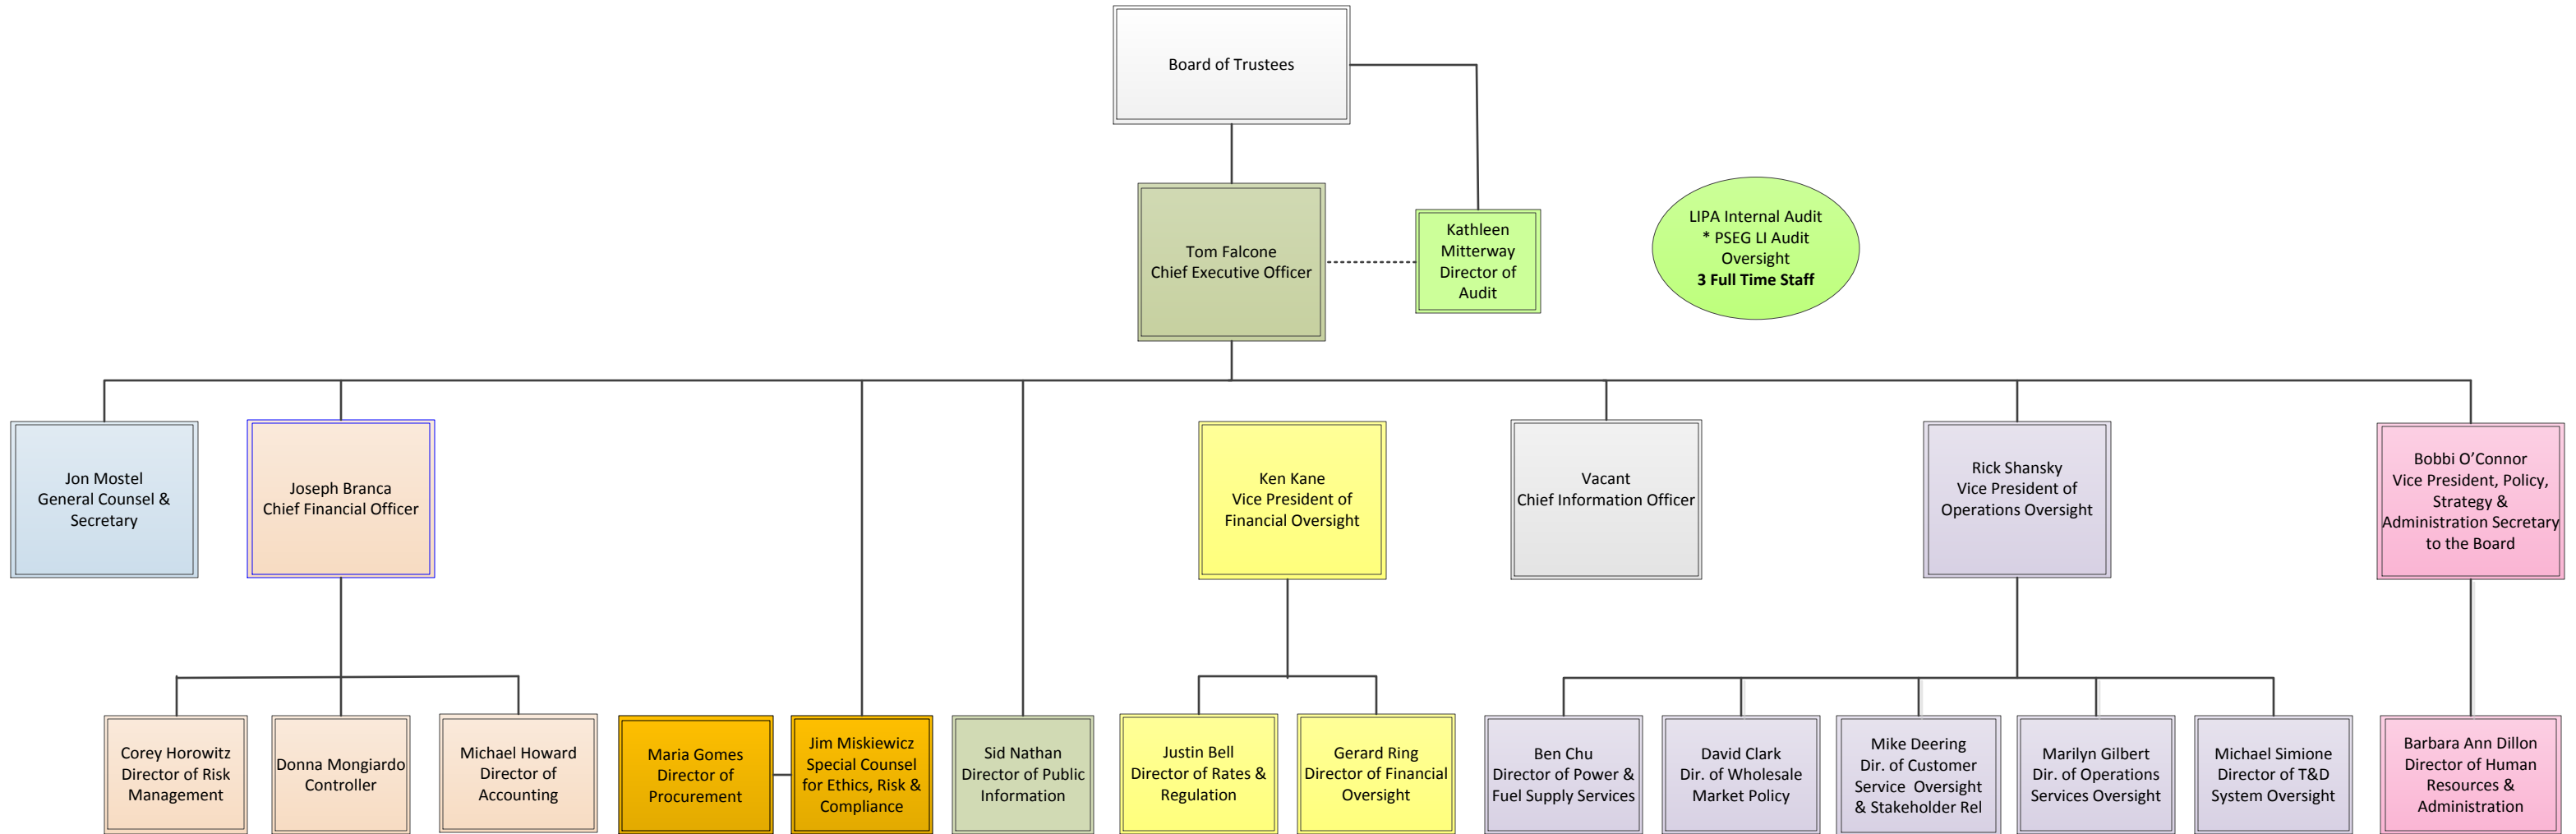 Board of Trustees
Tom Falcone
Chief Executive Officer
Kathleen
Mitterway
Director of
Audit
LIPA Internal Audit
* PSEG LI Audit
Oversight
3 Full Time Staff
Jon Mostel
General Counsel &
Secretary
Joseph Branca
Chief Financial Officer
Ken Kane
Vice President of
Financial Oversight
Vacant
Chief Information Officer
Rick Shansky
Vice President of
Operations Oversight
Bobbi O’Connor
Vice President, Policy,
Strategy &
Administration Secretary
to the Board
Corey Horowitz
Director of Risk
Management
Donna Mongiardo
Controller
Michael Howard
Director of
Accounting
Maria Gomes
Director of
Procurement
Jim Miskiewicz
Special Counsel
for Ethics, Risk &
Compliance
Sid Nathan
Director of Public
Information
Justin Bell
Director of Rates &
Regulation
Gerard Ring
Director of Financial
Oversight
Ben Chu
Director of Power &
Fuel Supply Services
David Clark
Dir. of Wholesale
Market Policy
Mike Deering
Dir. of Customer
Service  Oversight
& Stakeholder Rel
Marilyn Gilbert
Dir. of Operations
Services Oversight
Michael Simione
Director of T&D
System Oversight
Barbara Ann Dillon
Director of Human
Resources &
Administration